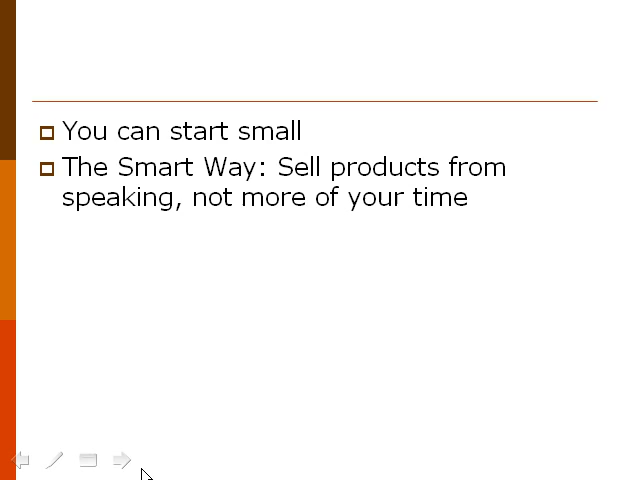 You can start small
The Smart Way: Sell products from
speaking, not more of your time